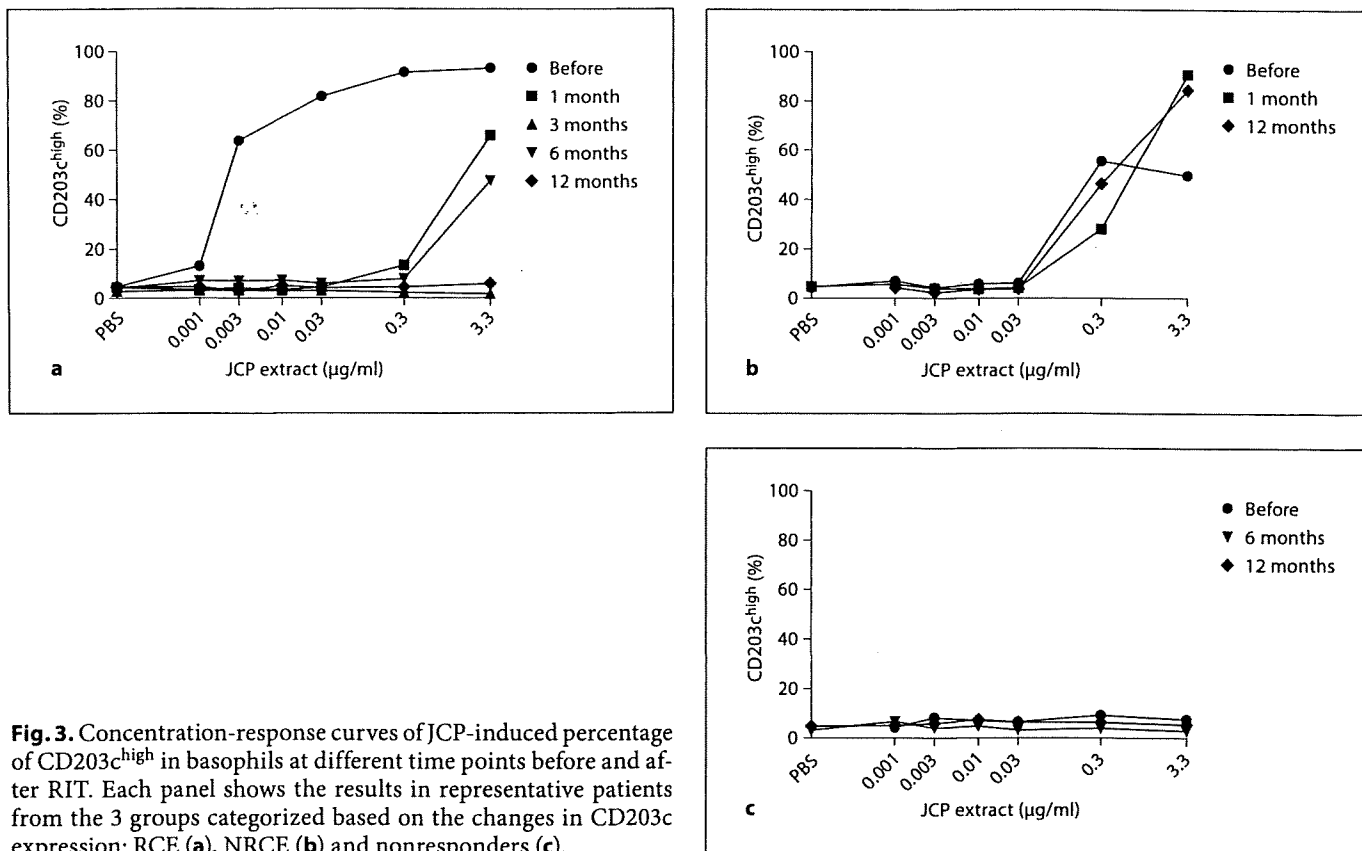 100
80
60
40
20
0
CD203c^high (%)
PBS
0.001
0.003
0.01
0.03
0.3
3.3
JCP extract (μg/ml)
Before
1 month
3 months
6 months
12 months
a
100
80
60
40
20
0
CD203c^high (%)
PBS
0.001
0.003
0.01
0.03
0.3
3.3
JCP extract (μg/ml)
Before
1 month
12 months
b
100
80
60
40
20
0
CD203c^high (%)
PBS
0.001
0.003
0.01
0.03
0.3
3.3
JCP extract (μg/ml)
Before
6 months
12 months
c
Fig. 3. Concentration-response curves of JCP-induced percentage
of CD203c^high in basophils at different time points before and af-
ter RIT. Each panel shows the results in representative patients
from the 3 groups categorized based on the changes in CD203c
expression: RCE (a), NRCE (b) and nonresponders (c).